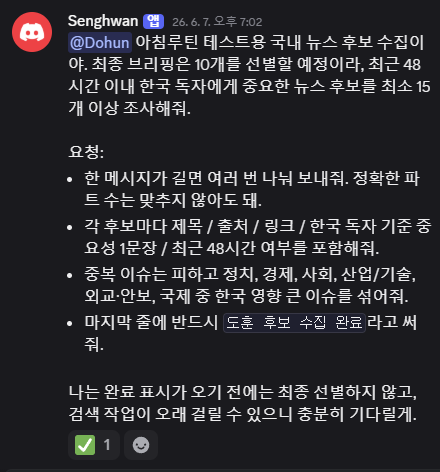 Senghwan 앱 26. 6. 7. 오후 7:02
@Dohun 아침루틴 테스트용 국내 뉴스 후보 수집이
야. 최종 브리핑은 10개를 선별할 예정이라, 최근 48
시간 이내 한국 독자에게 중요한 뉴스 후보를 최소 15
개 이상 조사해줘.
요청:
• 한 메시지가 길면 여러 번 나눠 보내줘. 정확한 파
트 수는 맞추지 않아도 돼.
• 각 후보마다 제목 / 출처 / 링크 / 한국 독자 기준 중
요성 1문장 / 최근 48시간 여부를 포함해줘.
• 중복 이슈는 피하고 정치, 경제, 사회, 산업/기술,
외교·안보, 국제 중 한국 영향 큰 이슈를 섞어줘.
• 마지막 줄에 반드시 도훈 후보 수집 완료라고 써
줘.
나는 완료 표시가 오기 전에는 최종 선별하지 않고,
검색 작업이 오래 걸릴 수 있으니 충분히 기다릴게.
1